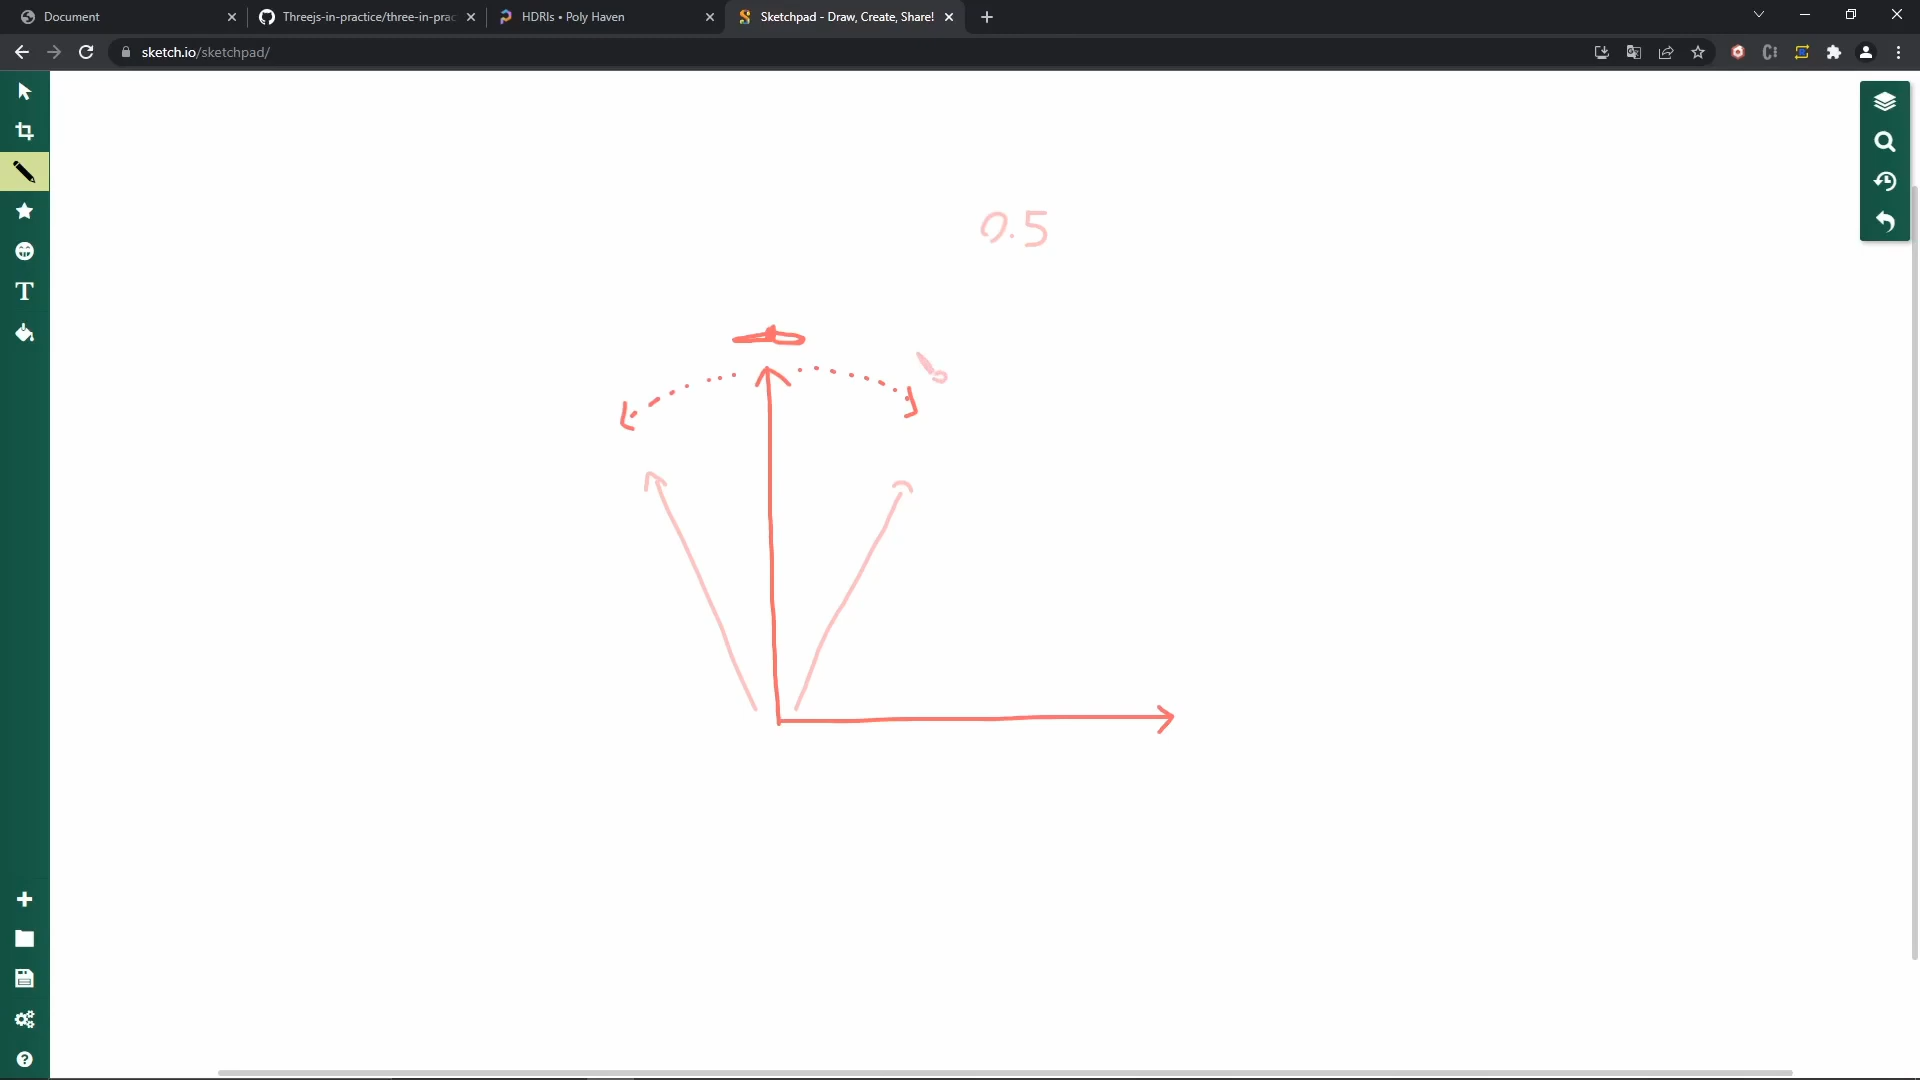 Document
Threejs-in-practice/three-in-prac
HDRIs • Poly Haven
Sketchpad - Draw, Create, Share!
sketch.io/sketchpad/
0.5